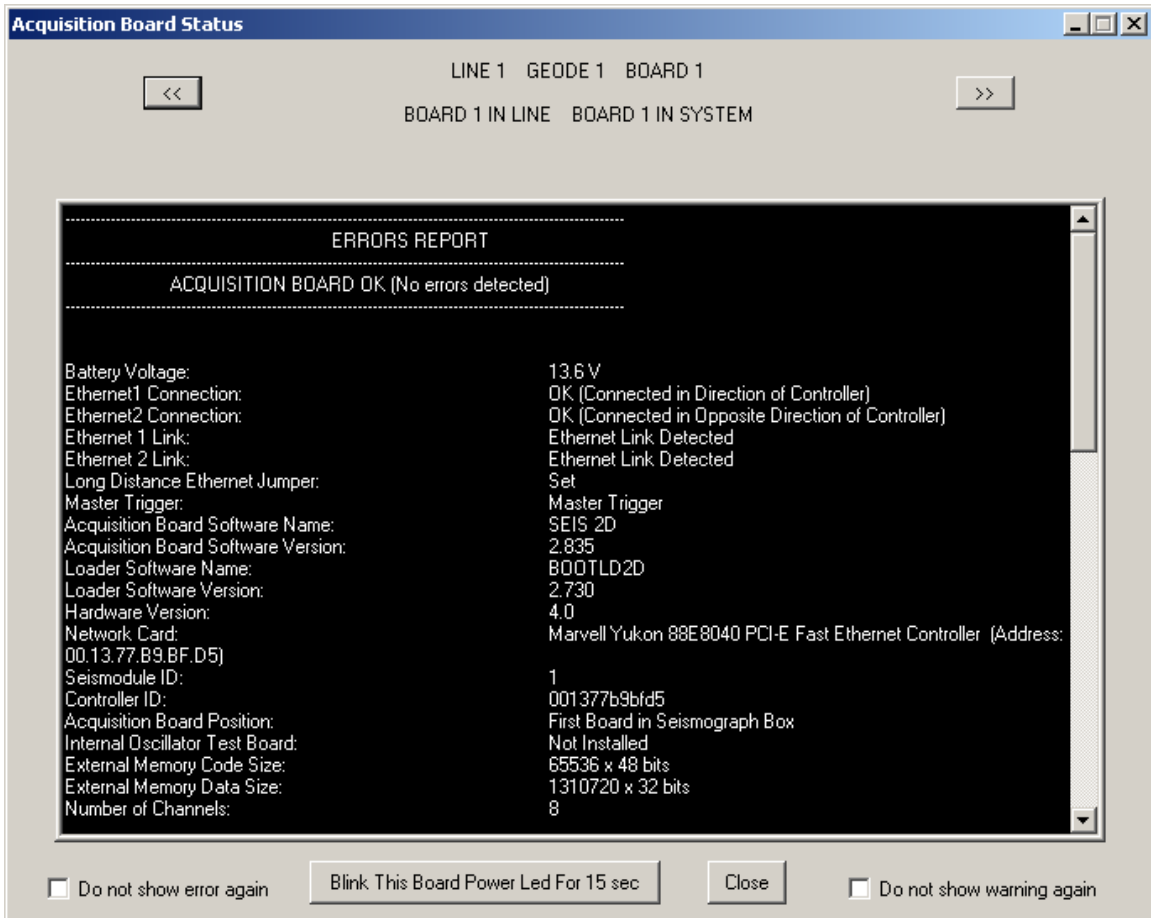 Acquisition Board Status
LINE 1 GEODE 1 BOARD 1
<< >>
BOARD 1 IN LINE BOARD 1 IN SYSTEM
ERRORS REPORT
ACQUISITION BOARD OK (No errors detected)
Battery Voltage: 13.6 V
Ethernet1 Connection: OK (Connected in Direction of Controller)
Ethernet2 Connection: OK (Connected in Opposite Direction of Controller)
Ethernet 1 Link: Ethernet Link Detected
Ethernet 2 Link: Ethernet Link Detected
Long Distance Ethernet Jumper: Set
Master Trigger: Master Trigger
Acquisition Board Software Name: SEIS 2D
Acquisition Board Software Version: 2.835
Loader Software Name: BOOTLD2D
Loader Software Version: 2.730
Hardware Version: 4.0
Network Card: Marvell Yukon 88E8040 PCI-E Fast Ethernet Controller (Address:
00.13.77.B9.BF.D5)
Seismodule ID: 1
Controller ID: 001377b9bfd5
Acquisition Board Position: First Board in Seismograph Box
Internal Oscillator Test Board: Not Installed
External Memory Code Size: 65536 x 48 bits
External Memory Data Size: 1310720 x 32 bits
Number of Channels: 8
Do not show error again Blink This Board Power Led For 15 sec Close Do not show warning again